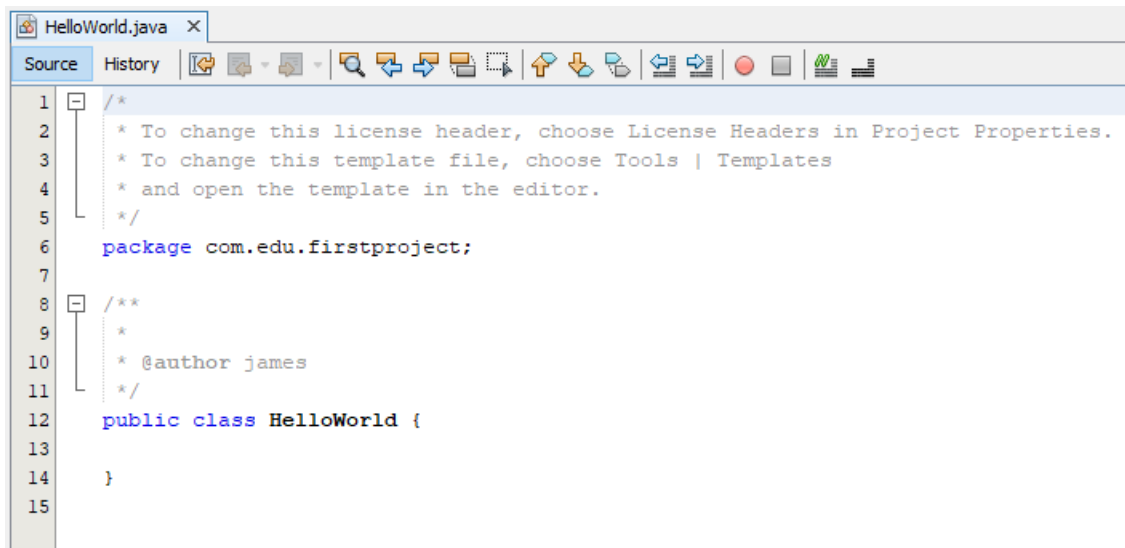 HelloWorld.java
Source History
1 /*
2 * To change this license header, choose License Headers in Project Properties.
3 * To change this template file, choose Tools | Templates
4 * and open the template in the editor.
5 */
6 package com.edu.firstproject;
7
8 /**
9 *
10 * @author james
11 */
12 public class HelloWorld {
13
14 }
15